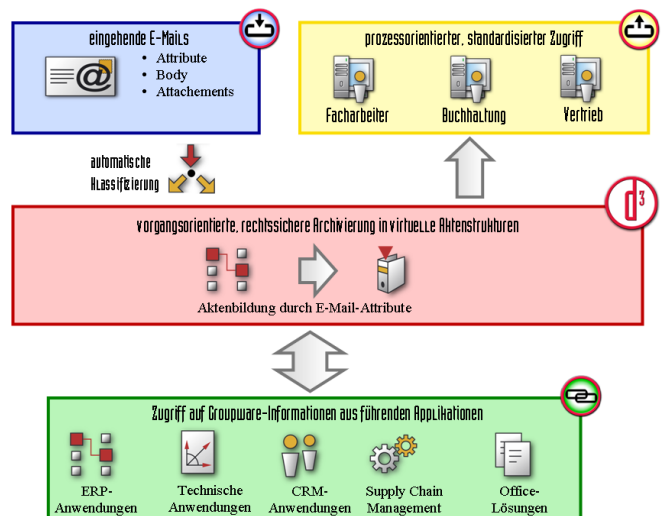 eingehende E-Mails
• Attribute
• Body
• Attachements
prozessorientierter, standardisierter Zugriff
Facharbeiter
Buchhaltung
Vertrieb
automatische
Klassifizierung
d3
vorgangsorientierte, rechtssichere Archivierung in virtuelle Aktenstrukturen
Aktenbildung durch E-Mail-Attribute
Zugriff auf Groupware-Informationen aus führenden Applikationen
ERP-
Anwendungen
Technische
Anwendungen
CRM-
Anwendungen
Supply Chain
Management
Office-
Lösungen